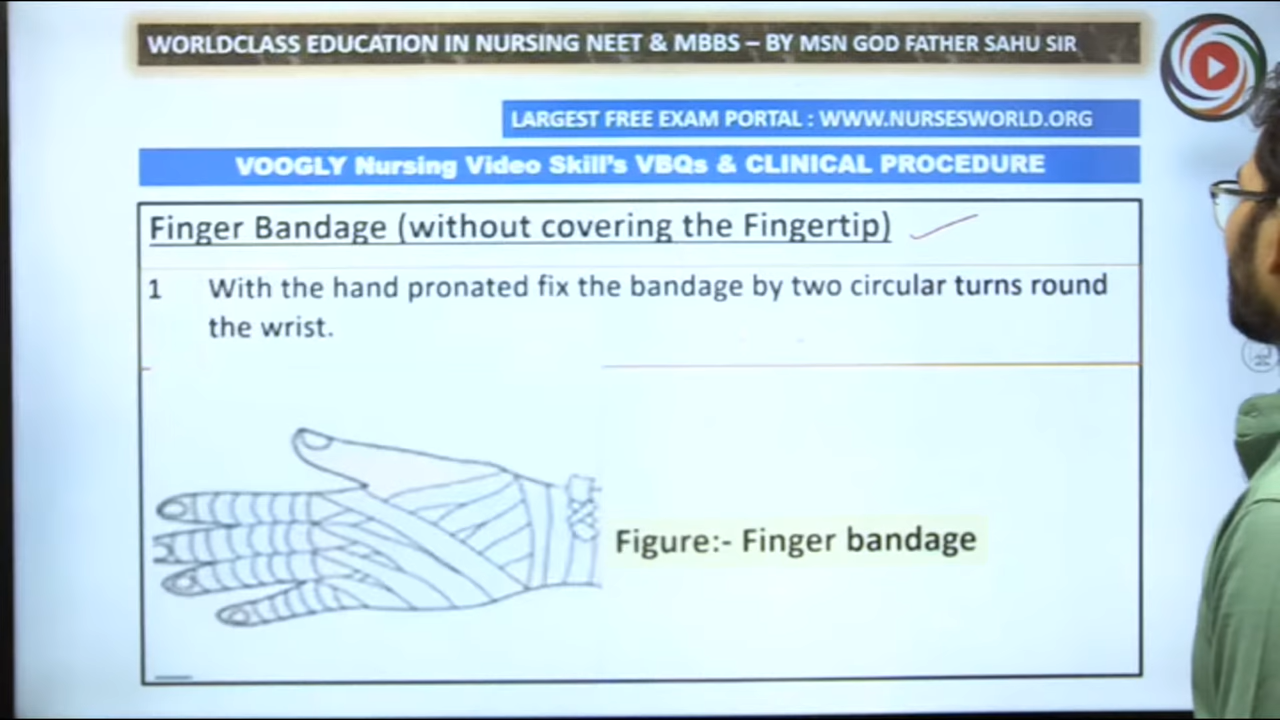 WORLDCLASS EDUCATION IN NURSING NEET & MBBS – BY MSN GOD FATHER SAHU SIR
LARGEST FREE EXAM PORTAL : WWW.NURSESWORLD.ORG
VOOGLY Nursing Video Skill's VBQs & CLINICAL PROCEDURE
Finger Bandage (without covering the Fingertip)
1 With the hand pronated fix the bandage by two circular turns round
the wrist.
Figure:- Finger bandage